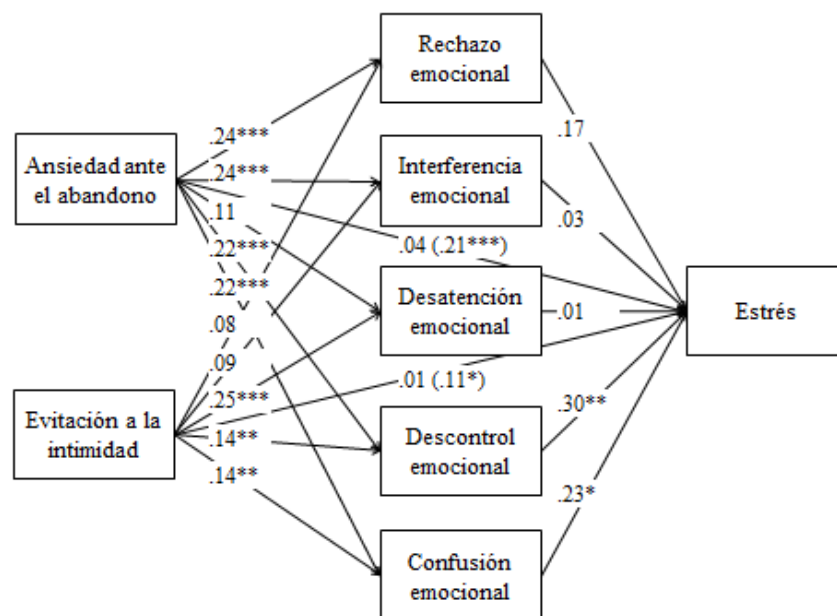 Rechazo
emocional
.24***
.17
Ansiedad ante
el abandono
.24***
Interferencia
emocional
.11
.03
.22***
.04 (.21***)
.22***
Desatención
emocional
.01
Estrés
.08
.09
.01 (.11*)
.25***
.30**
Evitación a la
intimidad
.14**
Descontrol
emocional
.14**
.23*
Confusión
emocional